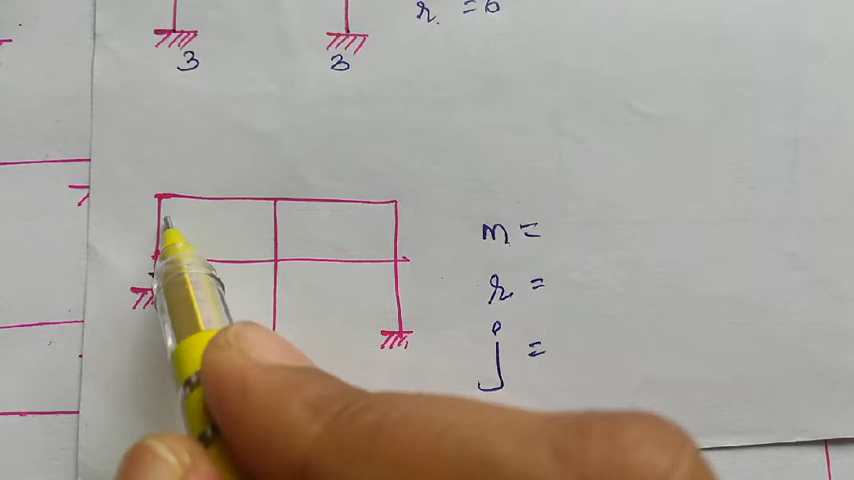 r =6
3 3
m =
r =
j =